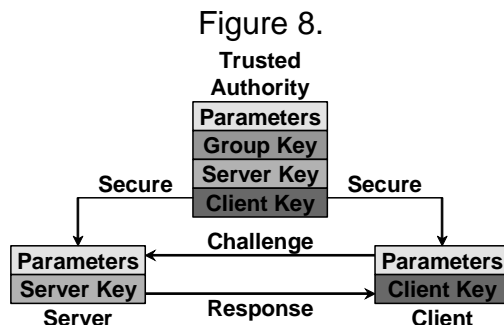 Figure 8.
Trusted
Authority
Parameters
Group Key
Server Key
Client Key
Secure
Secure
Challenge
Parameters
Server Key
Server
Response
Parameters
Client Key
Client